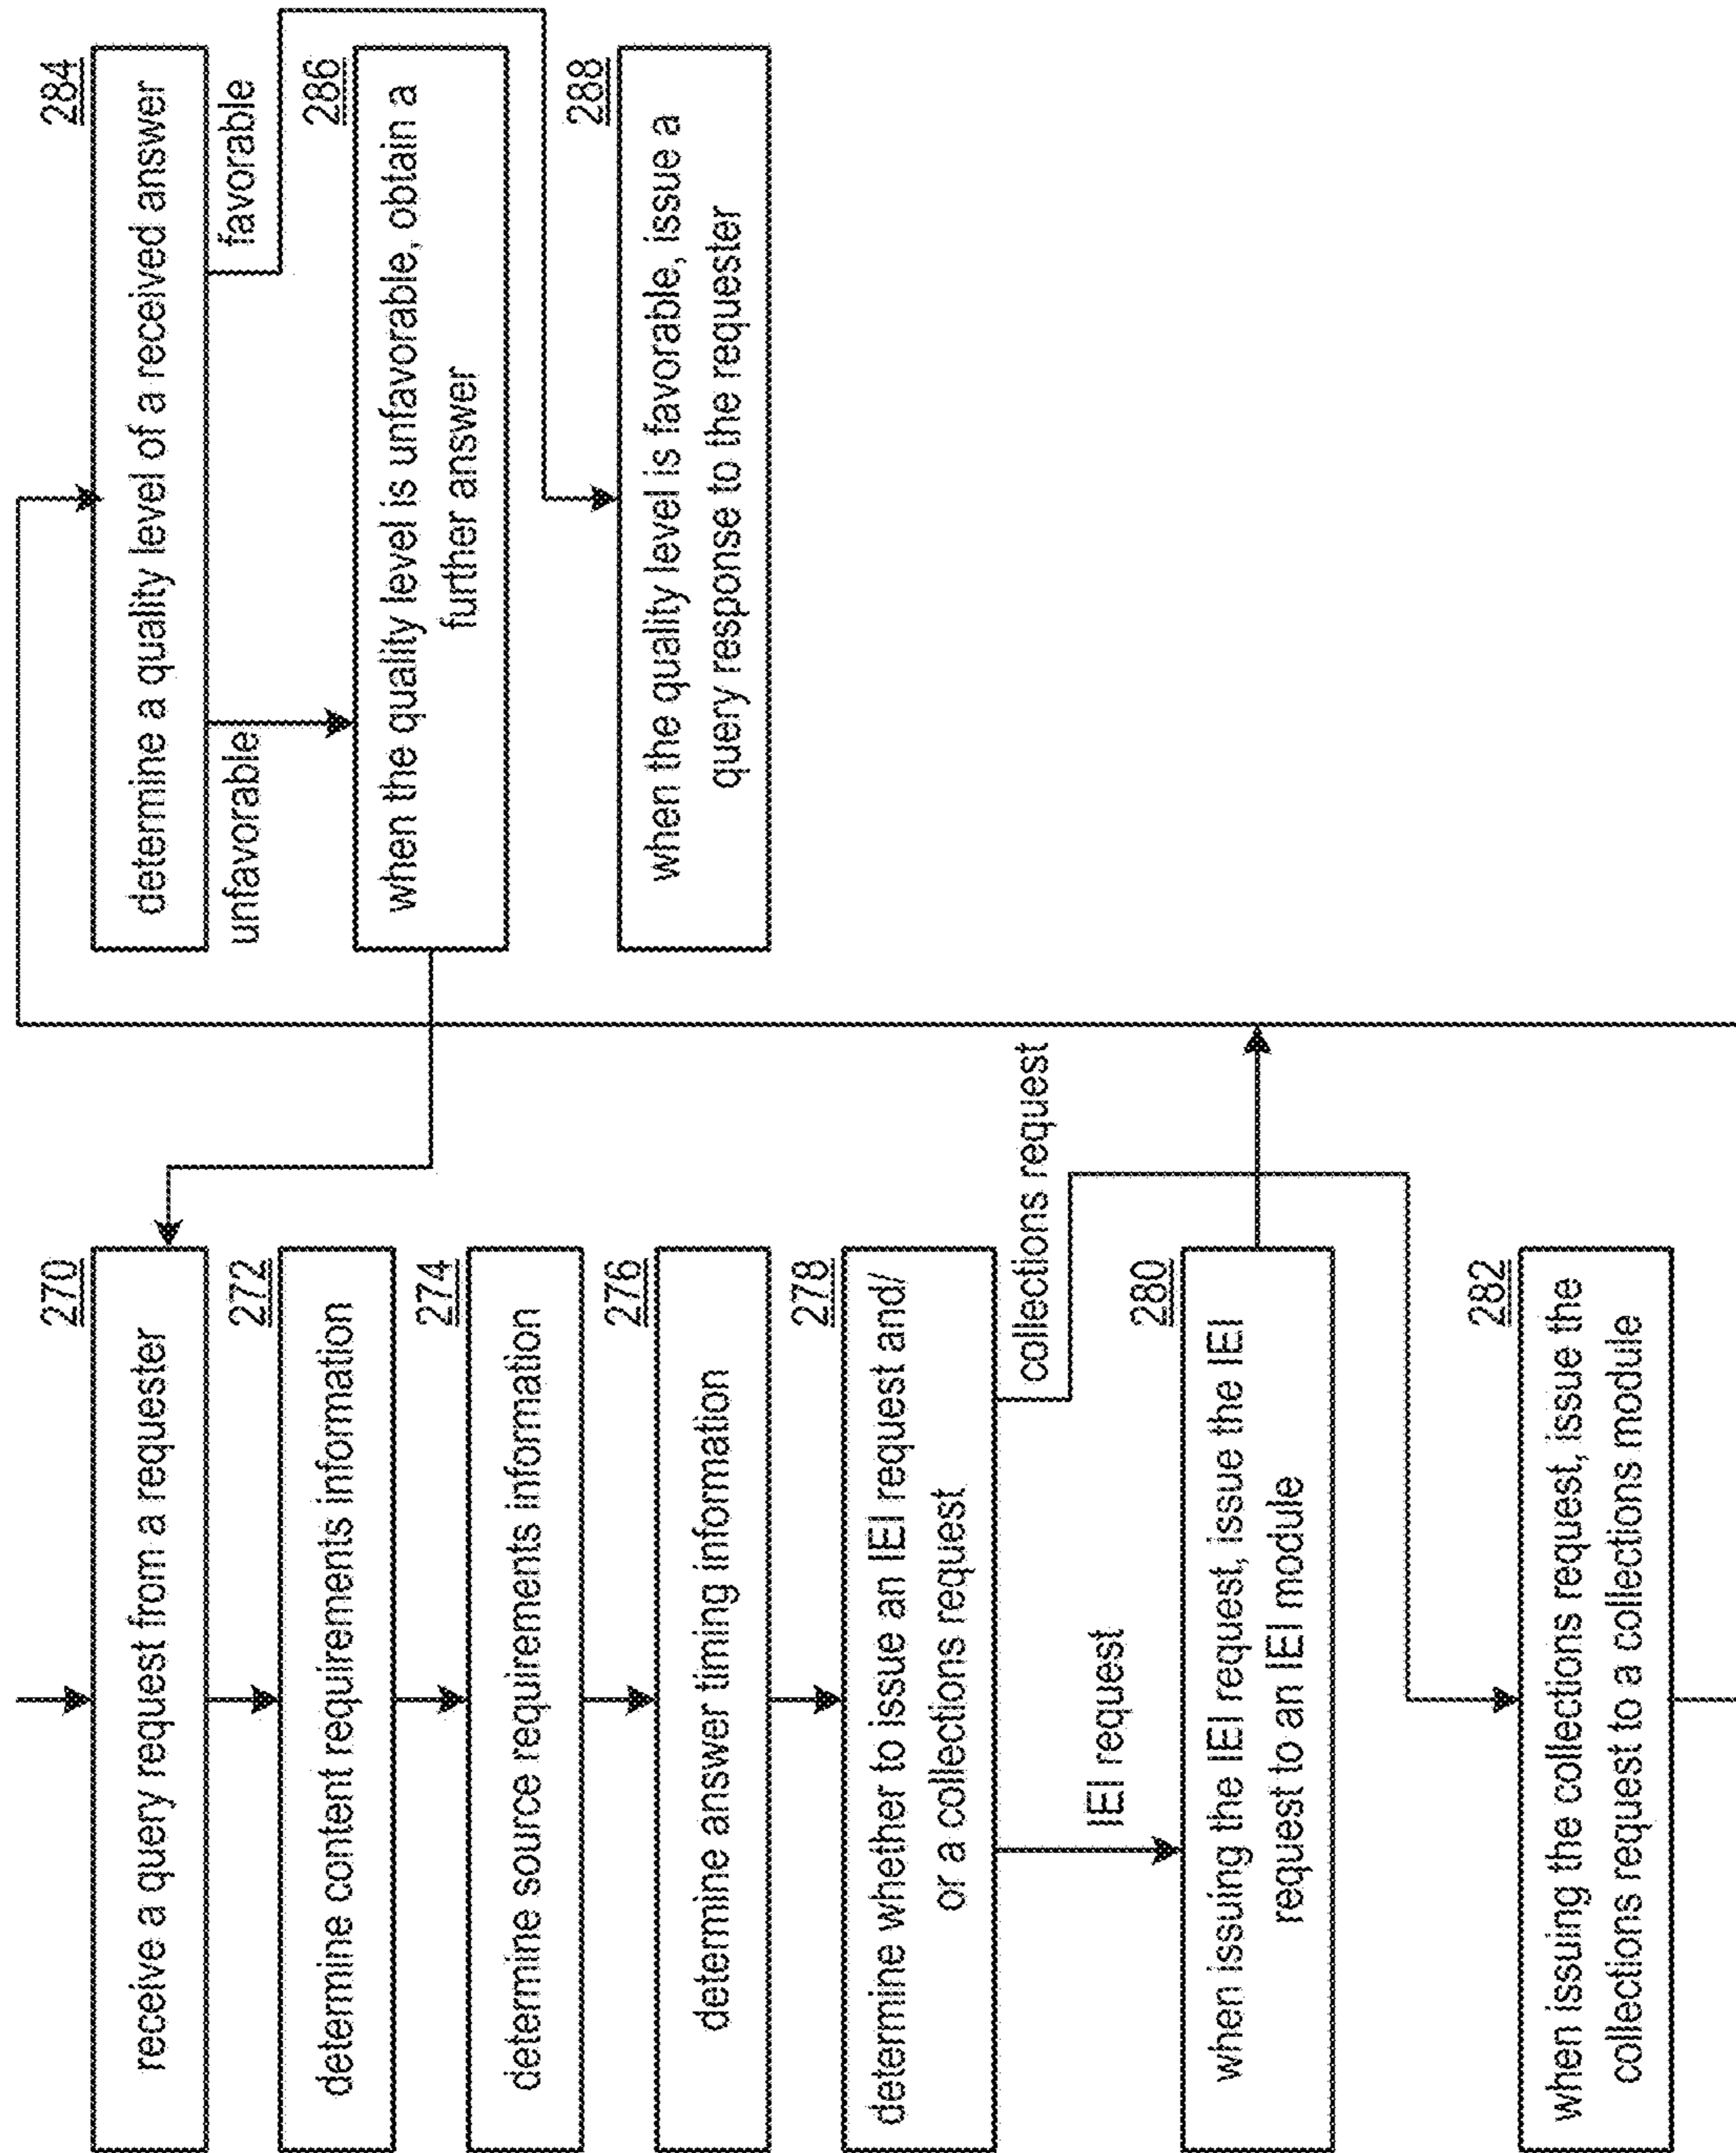 270
receive a query request from a requester
272
determine content requirements information
274
determine source requirements information
276
determine answer timing information
278
determine whether to issue an IEI request and/
or a collections request
IEI request
collections request
280
when issuing the IEI request, issue the IEI
request to an IEI module
282
when issuing the collections request, issue the
collections request to a collections module
284
determine a quality level of a received answer
unfavorable
favorable
286
when the quality level is unfavorable, obtain a
further answer
288
when the quality level is favorable, issue a
query response to the requester